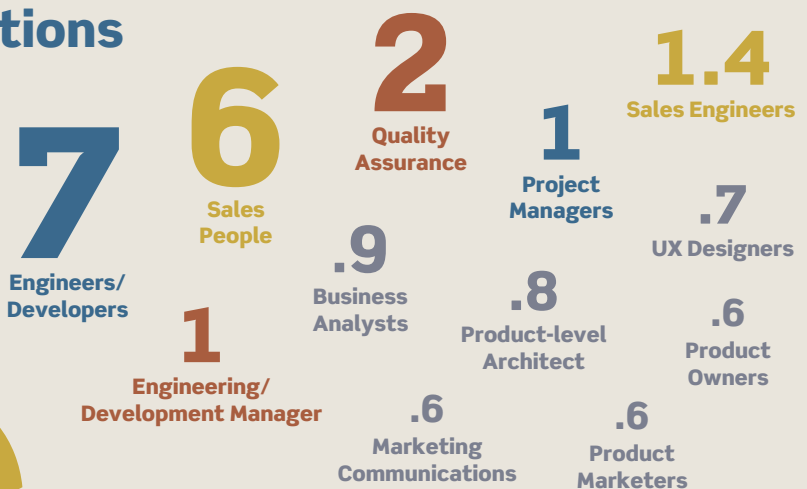 tions
7
Engineers/
Developers
6
Sales
People
2
Quality
Assurance
1
Project
Managers
1.4
Sales Engineers
.7
UX Designers
.9
Business
Analysts
.8
Product-level
Architect
.6
Product
Owners
1
Engineering/
Development Manager
.6
Marketing
Communications
.6
Product
Marketers